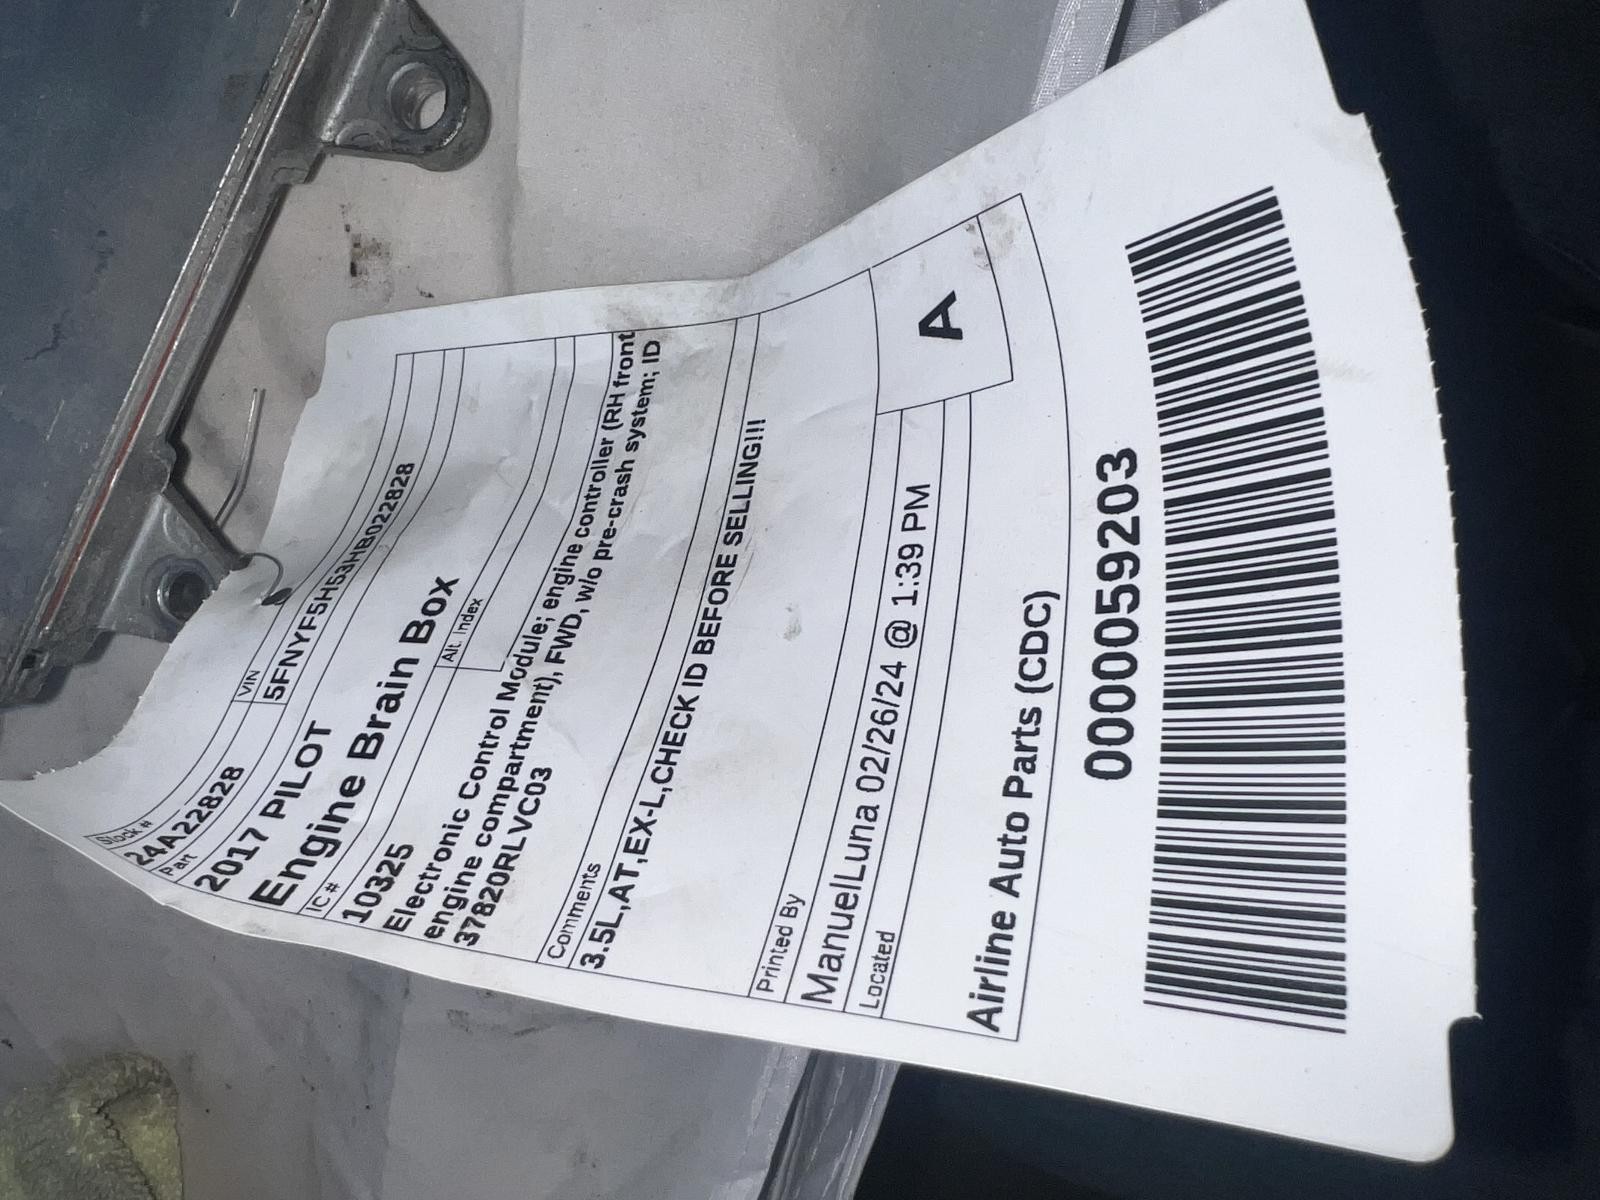 Stock #
24A22828
VIN
5FNYF5H53HB022828
Part
2017 PILOT
Engine Brain Box
IC #
10325
Alt. Index
Electronic Control Module; engine controller (RH front
engine compartment), FWD, w/o pre-crash system; ID
37820RLVC03
Comments
3.5L,AT,EX-L,CHECK ID BEFORE SELLING!!!
Printed By
ManuelLuna 02/26/24 @ 1:39 PM
A
Located
Airline Auto Parts (CDC)
0000059203